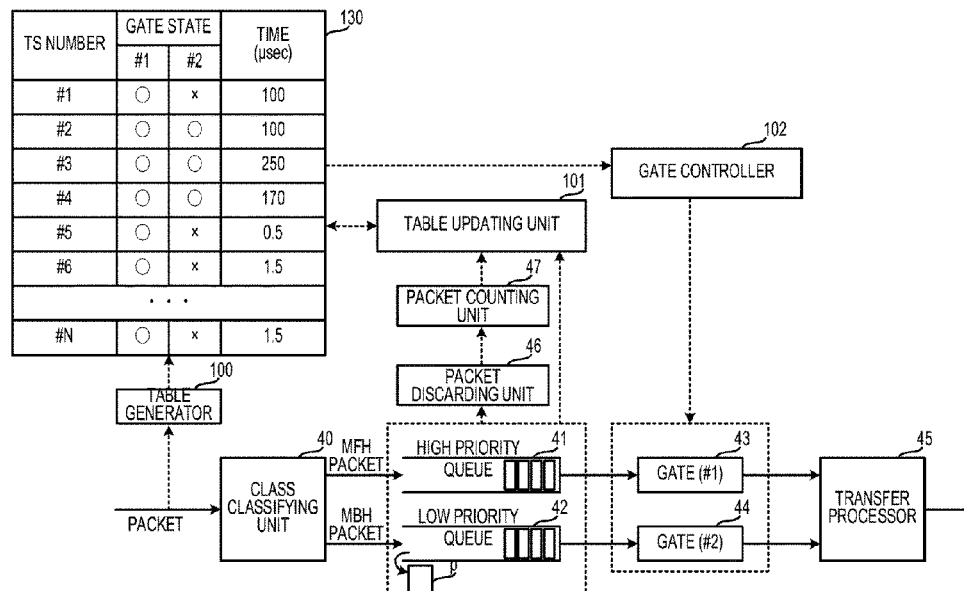 TS NUMBER GATE STATE TIME (µsec) 130
#1 #2
#1 ○ × 100
#2 ○ ○ 100
#3 ○ ○ 250
#4 ○ ○ 170
#5 ○ × 0.5
#6 ○ × 1.5
. . .
#N ○ × 1.5
102
GATE CONTROLLER
101
TABLE UPDATING UNIT
47
PACKET COUNTING
UNIT
46
PACKET
DISCARDING UNIT
100
TABLE
GENERATOR
PACKET
40
CLASS
CLASSIFYING
UNIT
MFH
PACKET
MBH
PACKET
HIGH PRIORITY
QUEUE
41
LOW PRIORITY
QUEUE
42
43
GATE (#1)
44
GATE (#2)
45
TRANSFER
PROCESSOR